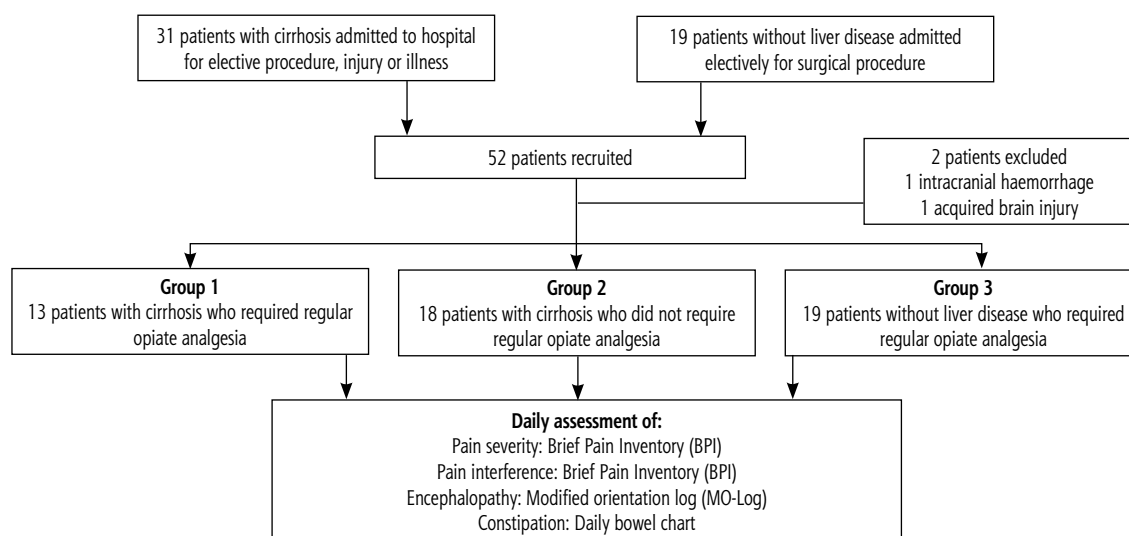 31 patients with cirrhosis admitted to hospital
for elective procedure, injury or illness
19 patients without liver disease admitted
electively for surgical procedure
52 patients recruited
2 patients excluded
1 intracranial haemorrhage
1 acquired brain injury
Group 1
13 patients with cirrhosis who required regular
opiate analgesia
Group 2
18 patients with cirrhosis who did not require
regular opiate analgesia
Group 3
19 patients without liver disease who required
regular opiate analgesia
Daily assessment of:
Pain severity: Brief Pain Inventory (BPI)
Pain interference: Brief Pain Inventory (BPI)
Encephalopathy: Modified orientation log (MO-Log)
Constipation: Daily bowel chart